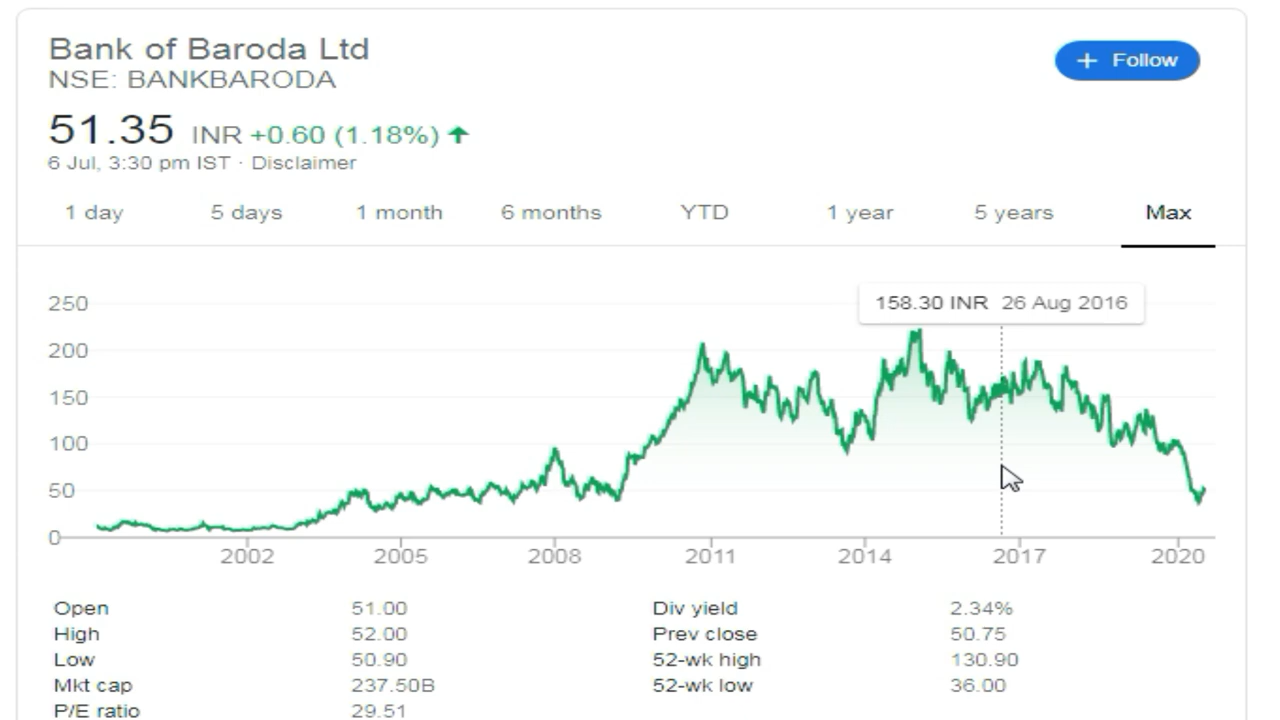 Bank of Baroda Ltd
NSE: BANKBARODA
+ Follow
51.35 INR +0.60 (1.18%)
6 Jul, 3:30 pm IST · Disclaimer
1 day 5 days 1 month 6 months YTD 1 year 5 years Max
158.30 INR 26 Aug 2016
250
200
150
100
50
0
2002 2005 2008 2011 2014 2017 2020
Open 51.00 Div yield 2.34%
High 52.00 Prev close 50.75
Low 50.90 52-wk high 130.90
Mkt cap 237.50B 52-wk low 36.00
P/E ratio 29.51